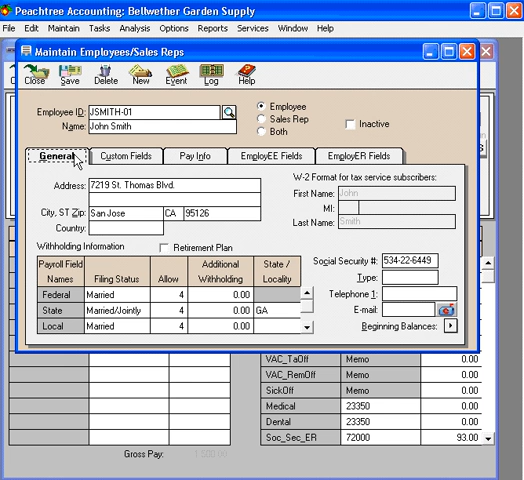 Peachtree Accounting: Bellwether Garden Supply
File Edit Maintain Tasks Analysis Options Reports Services Window Help
Maintain Employees/Sales Reps
Close Save Delete New Event Log Help
Employee ID: JSMITH-01
Name: John Smith
Employee
Sales Rep
Both
Inactive
General Custom Fields Pay Info EmployEE Fields EmployER Fields
Address: 7219 St. Thomas Blvd.
City, ST Zip: San Jose CA 95126
Country:
W-2 Format for tax service subscribers:
First Name: John
MI:
Last Name: Smith
Withholding Information Retirement Plan
Payroll Field Names Filing Status Allow Additional Withholding State / Locality
Federal Married 4 0.00
State Married/Jointly 4 0.00 GA
Local Married 4 0.00
Social Security #: 534-22-6449
Type:
Telephone 1:
E-mail:
Beginning Balances:
VAC_TaOff Memo 0.00
VAC_RemOff Memo 0.00
SickOff Memo 0.00
Medical 23350 0.00
Dental 23350 0.00
Soc_Sec_ER 72000 93.00
Gross Pay: